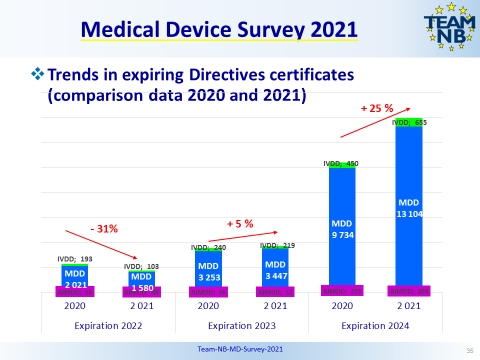 Medical Device Survey 2021
TEAM
NB
❖Trends in expiring Directives certificates
(comparison data 2020 and 2021)
+ 25 %
IVDD; 655
IVDD; 450
MDD
13 104
MDD
9 734
- 31%
+ 5 %
IVDD; 240
IVDD; 219
IVDD; 193
IVDD; 103
MDD
2 021
MDD
1 580
MDD
3 253
MDD
3 447
2020
2 021
2020
2 021
2020
2 021
Expiration 2022
Expiration 2023
Expiration 2024
Team-NB-MD-Survey-2021